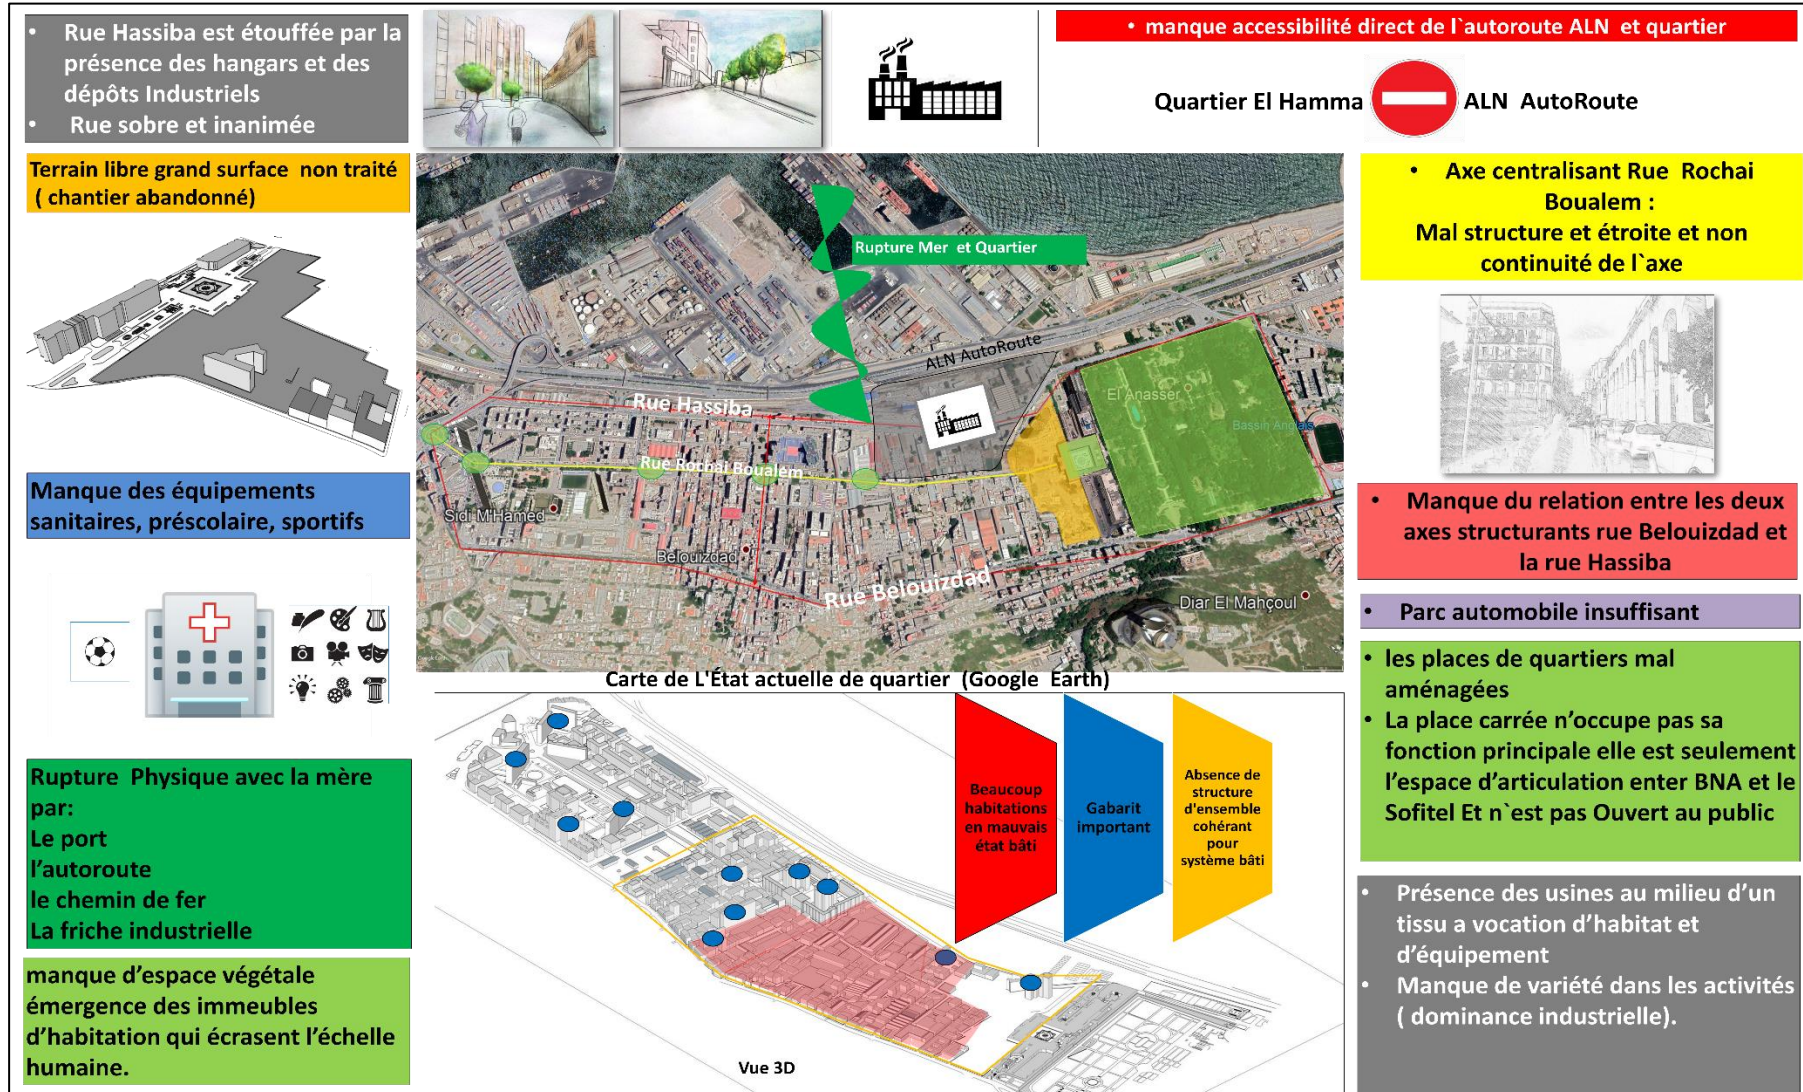 • Rue Hassiba est étouffée par la
présence des hangars et des
dépôts Industriels
• Rue sobre et inanimée
• manque accessibilité direct de l`autoroute ALN et quartier
Quartier El Hamma
ALN AutoRoute
Terrain libre grand surface non traité
( chantier abandonné)
Manque des équipements
sanitaires, préscolaire, sportifs
Rupture Physique avec la mère
par:
Le port
l’autoroute
le chemin de fer
La friche industrielle
manque d’espace végétale
émergence des immeubles
d’habitation qui écrasent l’échelle
humaine.
Rupture Mer et Quartier
ALN AutoRoute
Rue Hassiba
El Anasser
Bassin Anglais
Rue Rochai Boualem
Sidi M'Hamed
Belouizdad
Rue Belouizdad
Diar El Mahçoul
Google Earth
Carte de L'État actuelle de quartier (Google Earth)
Beaucoup
habitations
en mauvais
état bâti
Gabarit
important
Absence de
structure
d'ensemble
cohérant
pour
système bâti
Vue 3D
• Axe centralisant Rue Rochai
Boualem :
Mal structure et étroite et non
continuité de l`axe
• Manque du relation entre les deux
axes structurants rue Belouizdad et
la rue Hassiba
• Parc automobile insuffisant
• les places de quartiers mal
aménagées
• La place carrée n’occupe pas sa
fonction principale elle est seulement
l’espace d’articulation enter BNA et le
Sofitel Et n`est pas Ouvert au public
• Présence des usines au milieu d’un
tissu a vocation d’habitat et
d’équipement
• Manque de variété dans les activités
( dominance industrielle).